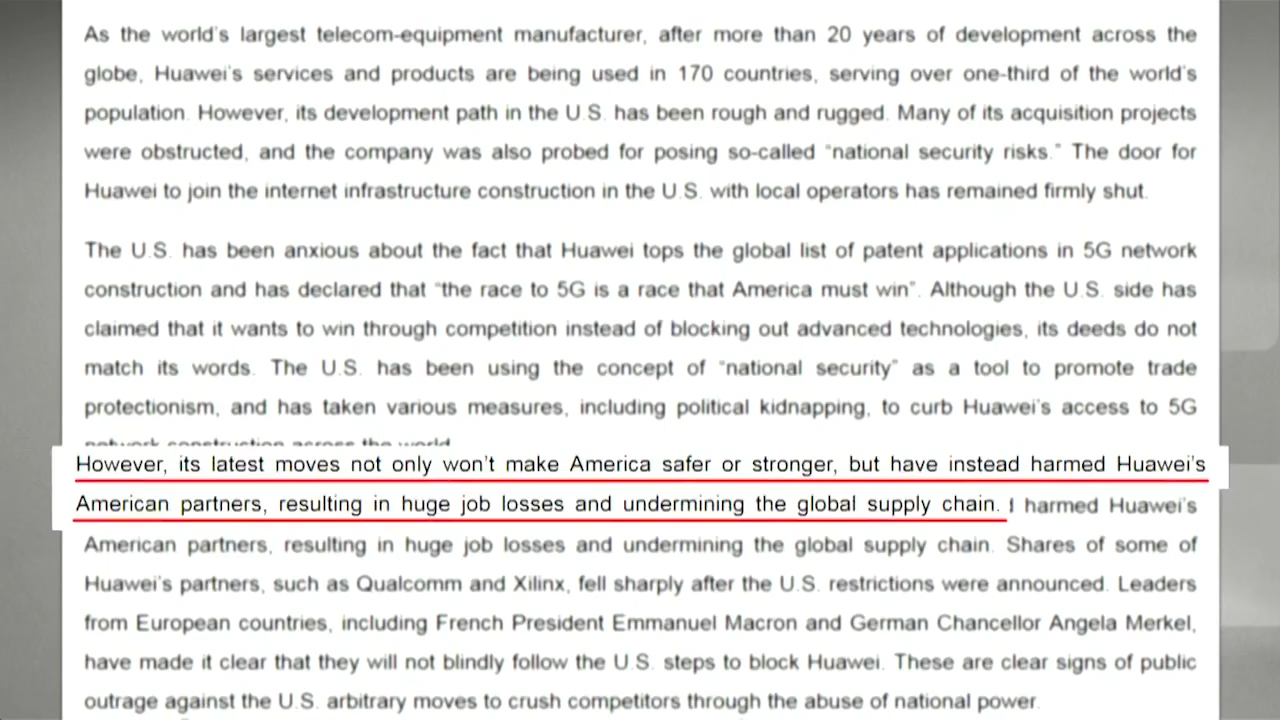 As the world's largest telecom-equipment manufacturer, after more than 20 years of development across the
globe, Huawei's services and products are being used in 170 countries, serving over one-third of the world's
population. However, its development path in the U.S. has been rough and rugged. Many of its acquisition projects
were obstructed, and the company was also probed for posing so-called "national security risks." The door for
Huawei to join the internet infrastructure construction in the U.S. with local operators has remained firmly shut.
The U.S. has been anxious about the fact that Huawei tops the global list of patent applications in 5G network
construction and has declared that "the race to 5G is a race that America must win". Although the U.S. side has
claimed that it wants to win through competition instead of blocking out advanced technologies, its deeds do not
match its words. The U.S. has been using the concept of "national security" as a tool to promote trade
protectionism, and has taken various measures, including political kidnapping, to curb Huawei's access to 5G
network construction across the world.
However, its latest moves not only won't make America safer or stronger, but have instead harmed Huawei's
American partners, resulting in huge job losses and undermining the global supply chain. harmed Huawei's
American partners, resulting in huge job losses and undermining the global supply chain. Shares of some of
Huawei's partners, such as Qualcomm and Xilinx, fell sharply after the U.S. restrictions were announced. Leaders
from European countries, including French President Emmanuel Macron and German Chancellor Angela Merkel,
have made it clear that they will not blindly follow the U.S. steps to block Huawei. These are clear signs of public
outrage against the U.S. arbitrary moves to crush competitors through the abuse of national power.